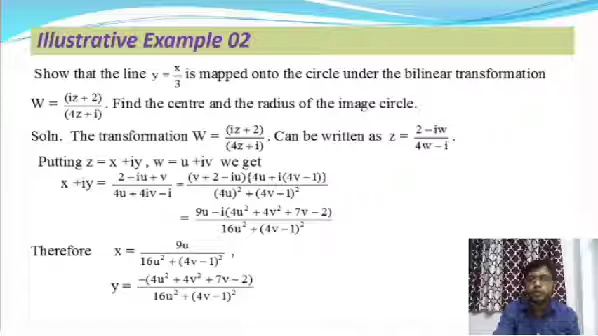 Illustrative Example 02
Show that the line y = x/3 is mapped onto the circle under the bilinear transformation
W = (iz + 2)/(4z + i). Find the centre and the radius of the image circle.
Soln. The transformation W = (iz + 2)/(4z + i). Can be written as z = (2 – iw)/(4w – i).
Putting z = x +iy , w = u +iv we get
x +iy = (2 – iu + v)/(4u + 4iv – i) = (v + 2 – iu){4u + i(4v – 1)}/((4u)² + (4v – 1)²)
= (9u – i(4u² + 4v² + 7v – 2))/(16u² + (4v – 1)²)
Therefore x = 9u/(16u² + (4v – 1)²) ,
y = –(4u² + 4v² + 7v – 2)/(16u² + (4v – 1)²)